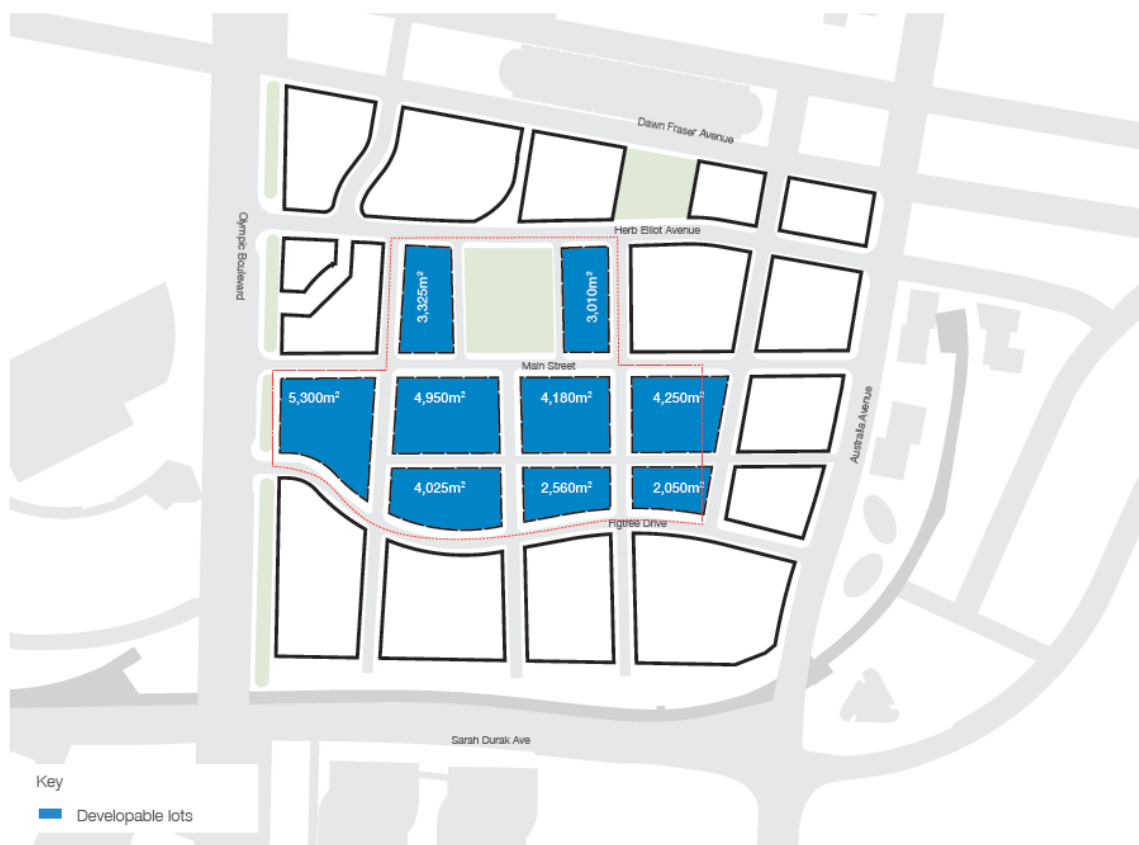 Dawn Fraser Avenue
Olympic Boulevard
Herb Elliot Avenue
3,325m²
3,010m²
Main Street
5,300m²
4,950m²
4,180m²
4,250m²
Australia Avenue
4,025m²
2,560m²
2,050m²
Figtree Drive
Sarah Durak Ave
Key
Developable lots